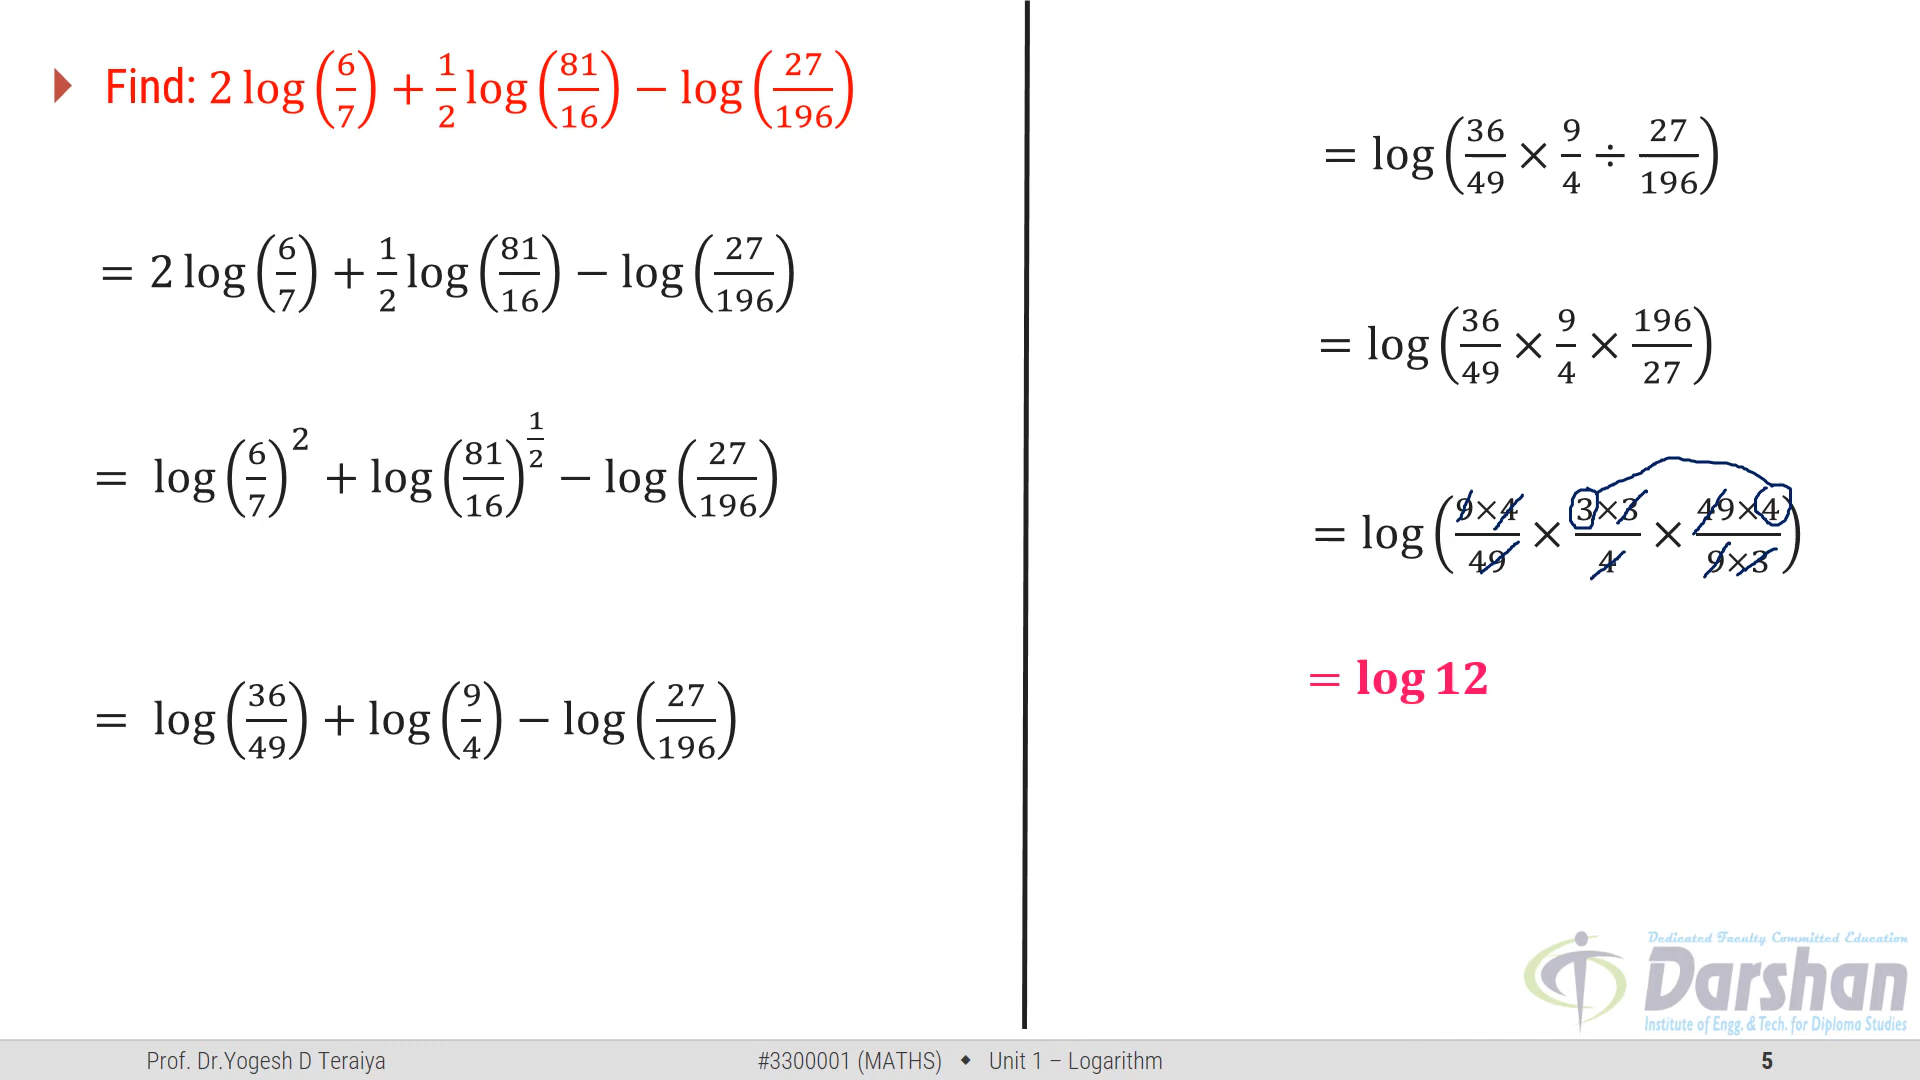 Find: 2 log(6/7) + 1/2 log(81/16) − log(27/196)
= 2 log(6/7) + 1/2 log(81/16) − log(27/196)
= log(6/7)^2 + log(81/16)^(1/2) − log(27/196)
= log(36/49) + log(9/4) − log(27/196)
= log(36/49 × 9/4 ÷ 27/196)
= log(36/49 × 9/4 × 196/27)
= log(9×4/49 × 3×3/4 × 49×4/9×3)
= log 12
Dedicated Faculty Committed Education
Darshan
Institute of Engg. & Tech. for Diploma Studies
Prof. Dr.Yogesh D Teraiya
#3300001 (MATHS) ◆ Unit 1 – Logarithm
5